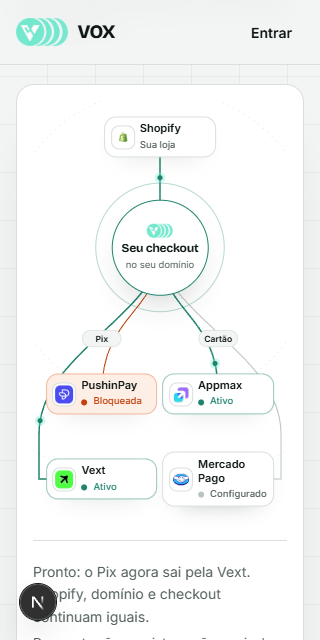 VOX
Entrar
Shopify
Sua loja
Seu checkout
no seu domínio
Pix
Cartão
PushinPay
Bloqueada
Appmax
Ativo
Vext
Ativo
Mercado
Pago
Configurado
Pronto: o Pix agora sai pela Vext.
domínio e checkout
continuam iguais.